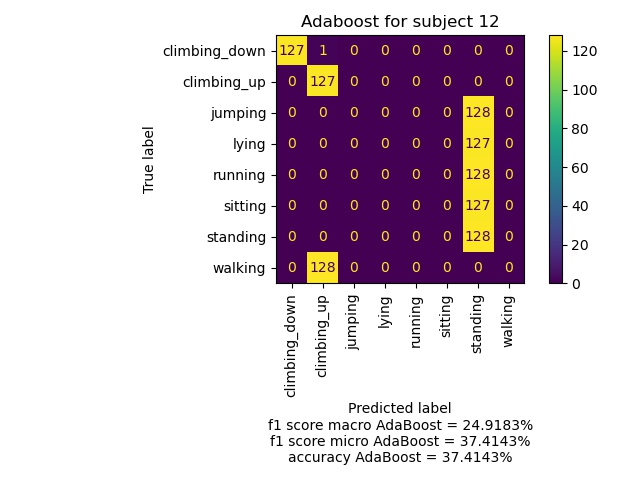 Adaboost for subject 12
climbing_down 127 1 0 0 0 0 0 0
climbing_up 0 127 0 0 0 0 0 0
jumping 0 0 0 0 0 0 128 0
lying 0 0 0 0 0 0 127 0
running 0 0 0 0 0 0 128 0
sitting 0 0 0 0 0 0 127 0
standing 0 0 0 0 0 0 128 0
walking 0 128 0 0 0 0 0 0
True label
climbing_down
climbing_up
jumping
lying
running
sitting
standing
walking
120
100
80
60
40
20
0
Predicted label
f1 score macro AdaBoost = 24.9183%
f1 score micro AdaBoost = 37.4143%
accuracy AdaBoost = 37.4143%